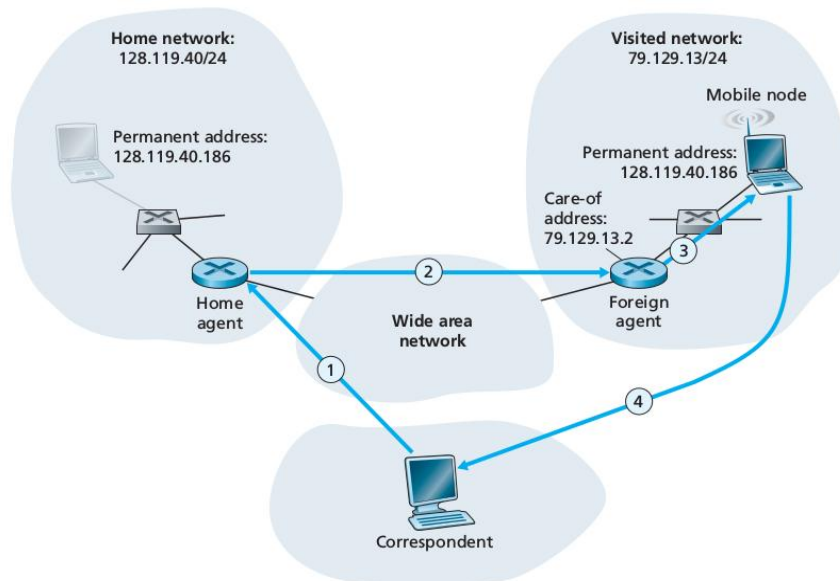 Home network:
128.119.40/24
Visited network:
79.129.13/24
Mobile node
Permanent address:
128.119.40.186
Permanent address:
128.119.40.186
Care-of
address:
79.129.13.2
2
3
Home
agent
Foreign
agent
Wide area
network
1
4
Correspondent